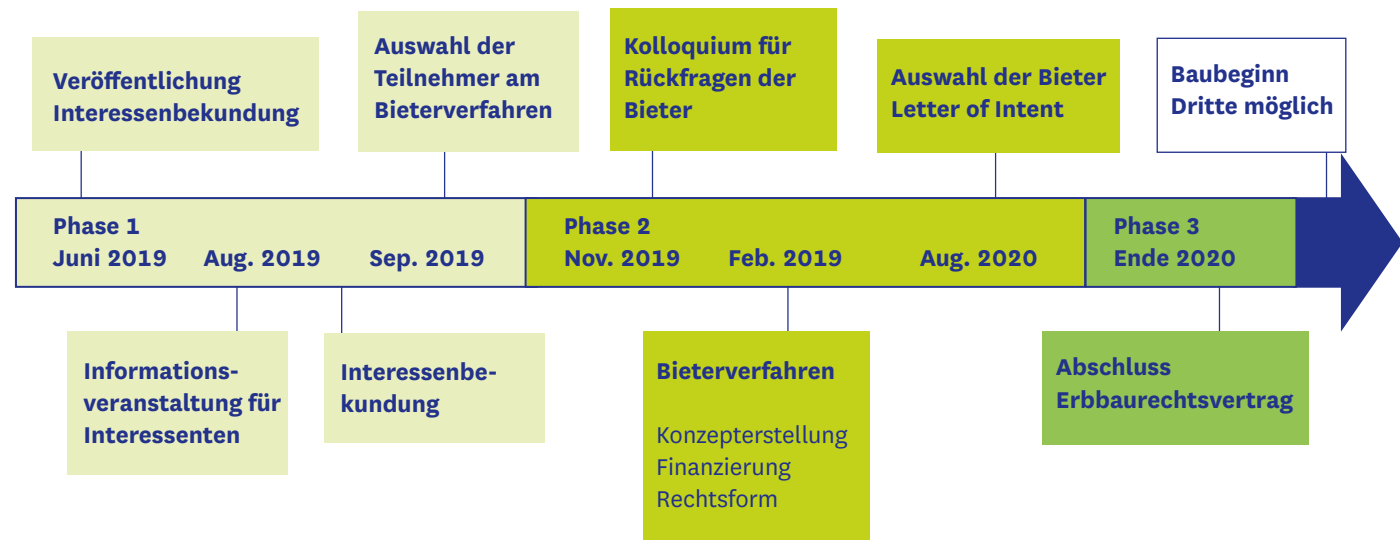 Veröffentlichung
Interessenbekundung
Auswahl der
Teilnehmer am
Bieterverfahren
Kolloquium für
Rückfragen der
Bieter
Auswahl der Bieter
Letter of Intent
Baubeginn
Dritte möglich
Phase 1
Juni 2019
Aug. 2019
Sep. 2019
Phase 2
Nov. 2019
Feb. 2019
Aug. 2020
Phase 3
Ende 2020
Informations-
veranstaltung für
Interessenten
Interessenbe-
kundung
Bieterverfahren
Konzepterstellung
Finanzierung
Rechtsform
Abschluss
Erbbaurechtsvertrag